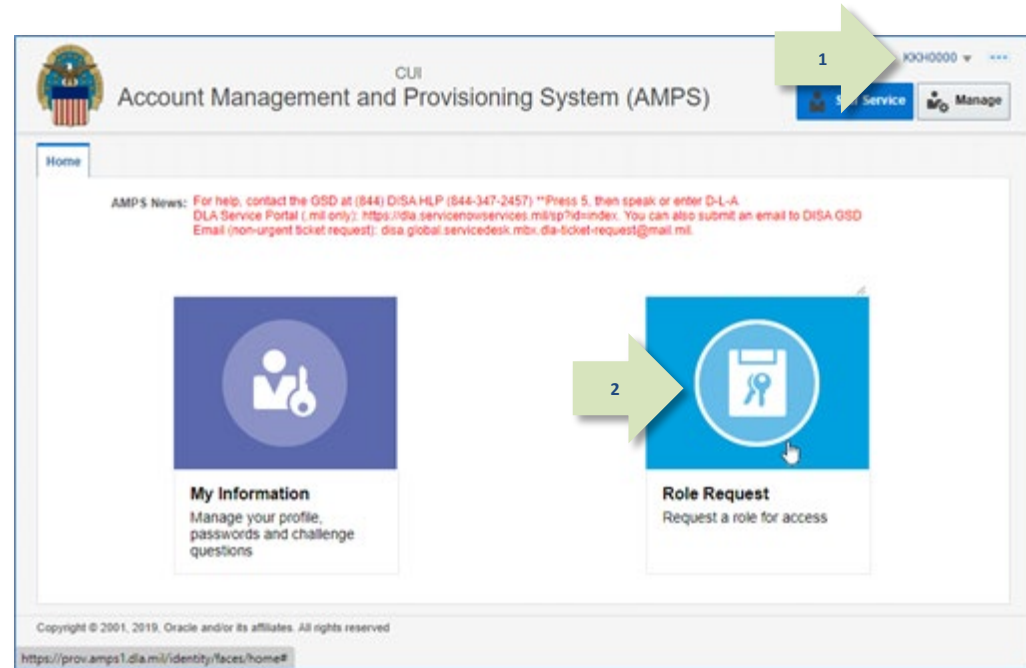 CUI
Account Management and Provisioning System (AMPS)
1
KXH0000
Self Service
Manage
Home
AMPS News: For help, contact the GSD at (844) DISA.HLP (844-347-2457) **Press 5, then speak or enter D-L-A
DLA Service Portal (.mil only): https://dla.servicenowservices.mil/sp?id=index. You can also submit an email to DISA GSD
Email (non-urgent ticket request): disa.global.servicedesk.mbx.dla-ticket-request@mail.mil.
2
My Information
Manage your profile,
passwords and challenge
questions
Role Request
Request a role for access
Copyright © 2001, 2019, Oracle and/or its affiliates. All rights reserved
https://prov.amps1.dla.mil/identity/faces/home#